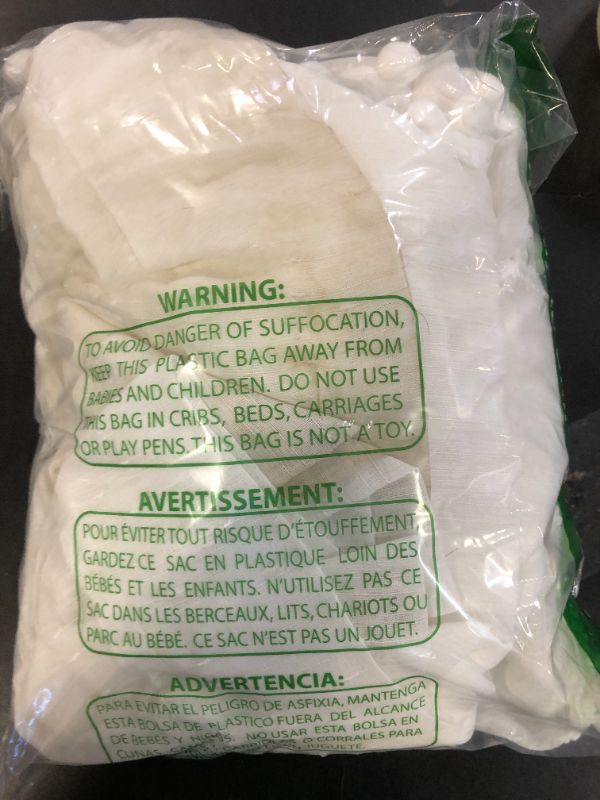 WARNING:
TO AVOID DANGER OF SUFFOCATION,
KEEP THIS PLASTIC BAG AWAY FROM
BABIES AND CHILDREN. DO NOT USE
THIS BAG IN CRIBS, BEDS, CARRIAGES
OR PLAY PENS. THIS BAG IS NOT A TOY.
AVERTISSEMENT:
POUR ÉVITER TOUT RISQUE D'ÉTOUFFEMENT,
GARDEZ CE SAC EN PLASTIQUE LOIN DES
BÉBÉS ET LES ENFANTS. N'UTILISEZ PAS CE
SAC DANS LES BERCEAUX, LITS, CHARIOTS OU
PARC AU BÉBÉ. CE SAC N'EST PAS UN JOUET.
ADVERTENCIA:
PARA EVITAR EL PELIGRO DE ASFIXIA, MANTENGA
ESTA BOLSA DE PLASTICO FUERA DEL ALCANCE
DE BEBÉS Y NIÑOS. NO USAR ESTA BOLSA EN
CUNAS, O CORRALES PARA
JUGUETE.